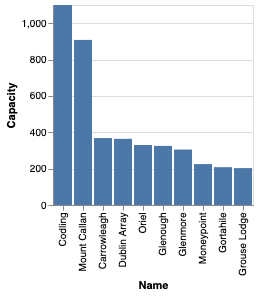 1,000
800
600
400
200
0
Capacity
Codling
Mount Callan
Carrowleagh
Dublin Array
Oriel
Glenough
Glenmore
Moneypoint
Gortahile
Grouse Lodge
Name